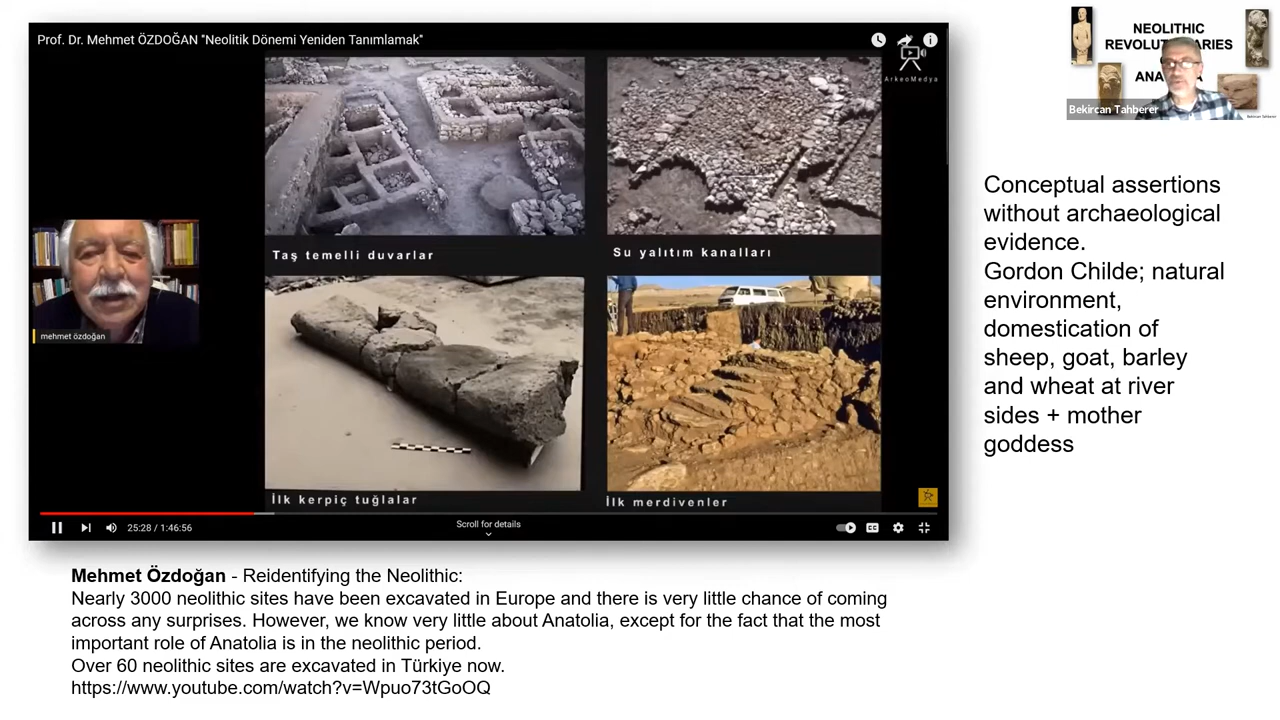 Prof. Dr. Mehmet ÖZDOĞAN "Neolitik Dönemi Yeniden Tanımlamak"
ArkeoMedya
Taş temelli duvarlar
Su yalıtım kanalları
mehmet özdoğan
İlk kerpiç tuğlalar
İlk merdivenler
25:28 / 1:46:56
Scroll for details
CC
NEOLITHIC
Bekircan Tahberer
Bekircan Tahberer
Conceptual assertions
without archaeological
evidence.
Gordon Childe; natural
environment,
domestication of
sheep, goat, barley
and wheat at river
sides + mother
goddess
Mehmet Özdoğan - Reidentifying the Neolithic:
Nearly 3000 neolithic sites have been excavated in Europe and there is very little chance of coming
across any surprises. However, we know very little about Anatolia, except for the fact that the most
important role of Anatolia is in the neolithic period.
Over 60 neolithic sites are excavated in Türkiye now.
https://www.youtube.com/watch?v=Wpuo73tGoOQ